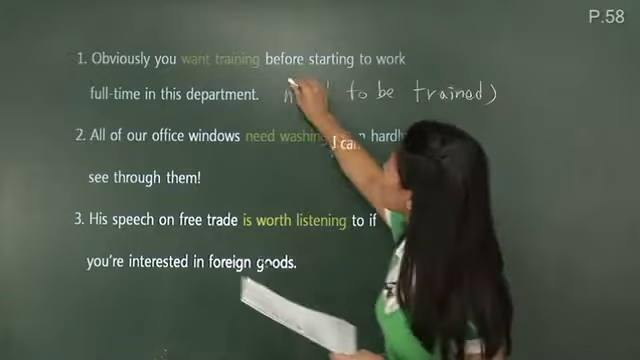 P.58
1. Obviously you want training before starting to work
full-time in this department. to be trained)
2. All of our office windows need washing I can hardly
see through them!
3. His speech on free trade is worth listening to if
you're interested in foreign goods.